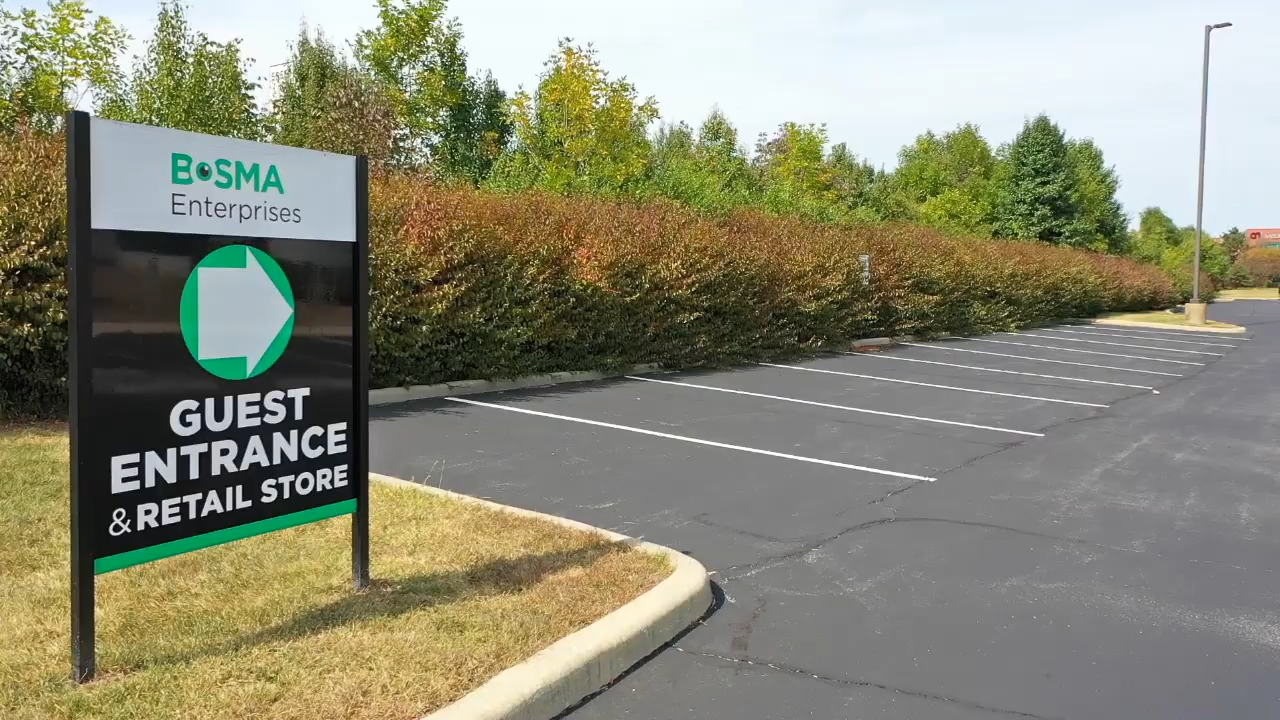 BOSMA
Enterprises
GUEST
ENTRANCE
& RETAIL STORE